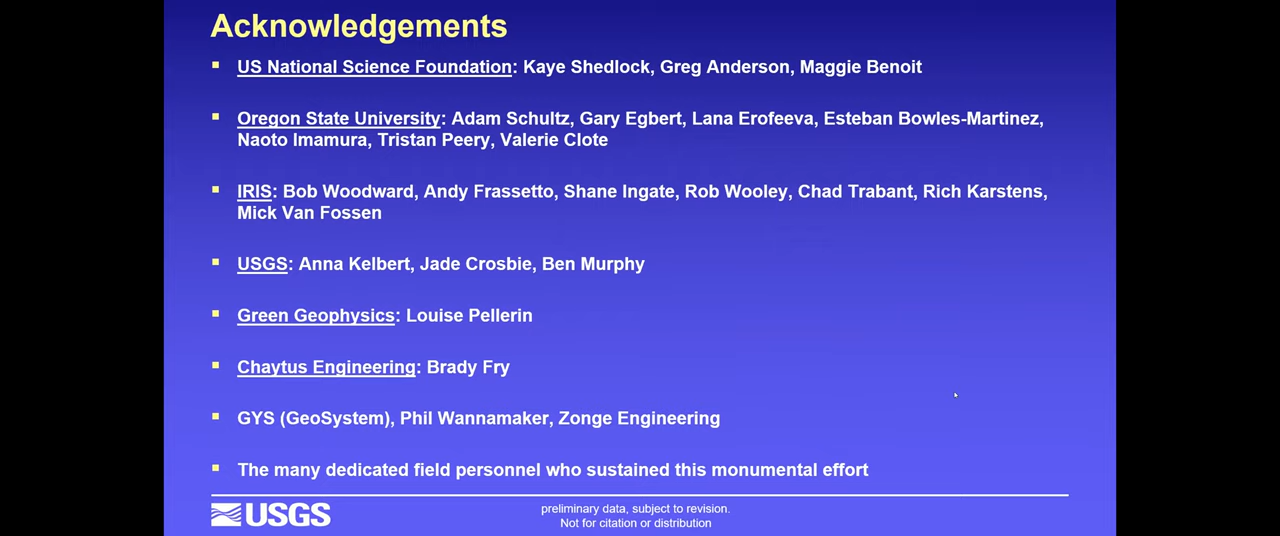 Acknowledgements
US National Science Foundation: Kaye Shedlock, Greg Anderson, Maggie Benoit
Oregon State University: Adam Schultz, Gary Egbert, Lana Erofeeva, Esteban Bowles-Martinez,
Naoto Imamura, Tristan Peery, Valerie Clote
IRIS: Bob Woodward, Andy Frassetto, Shane Ingate, Rob Wooley, Chad Trabant, Rich Karstens,
Mick Van Fossen
USGS: Anna Kelbert, Jade Crosbie, Ben Murphy
Green Geophysics: Louise Pellerin
Chaytus Engineering: Brady Fry
GYS (GeoSystem), Phil Wannamaker, Zonge Engineering
The many dedicated field personnel who sustained this monumental effort
USGS
preliminary data, subject to revision.
Not for citation or distribution